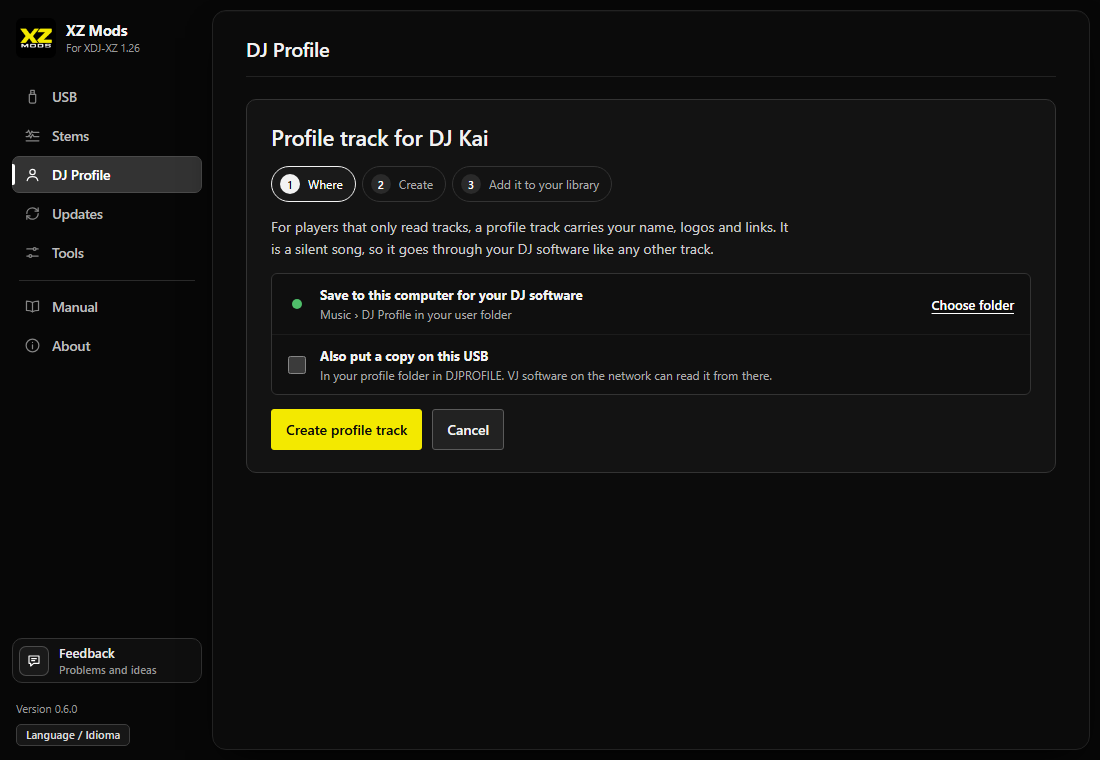 XZ
MODS
XZ Mods
For XDJ-XZ 1.26
USB
Stems
DJ Profile
Updates
Tools
Manual
About
Feedback
Problems and ideas
Version 0.6.0
Language / Idioma
DJ Profile
Profile track for DJ Kai
1 Where
2 Create
3 Add it to your library
For players that only read tracks, a profile track carries your name, logos and links. It
is a silent song, so it goes through your DJ software like any other track.
Save to this computer for your DJ software
Music › DJ Profile in your user folder
Choose folder
Also put a copy on this USB
In your profile folder in DJPROFILE. VJ software on the network can read it from there.
Create profile track
Cancel